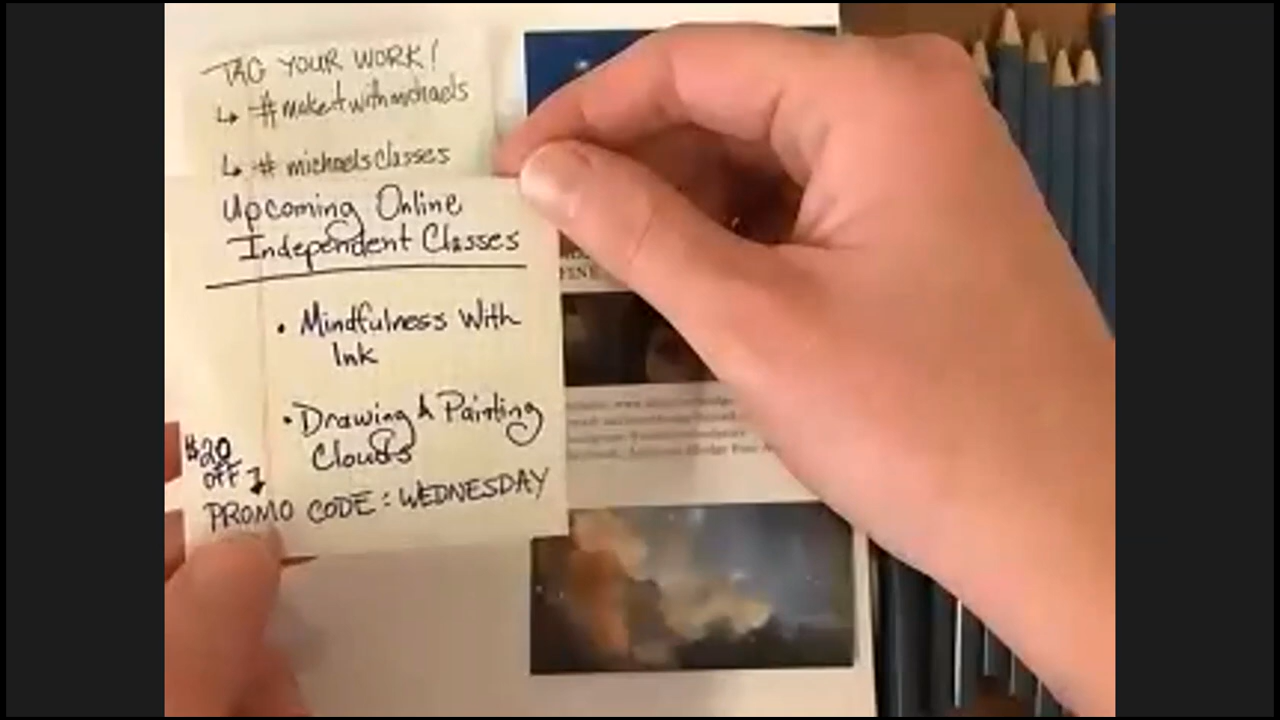 TAG YOUR WORK!
↳ #makeitwithmichaels
↳ # michaelsclasses
Upcoming Online
Independent Classes
• Mindfulness With
Ink
• Drawing & Painting
Clouds
$20
OFF
PROMO CODE: WEDNESDAY
FINE